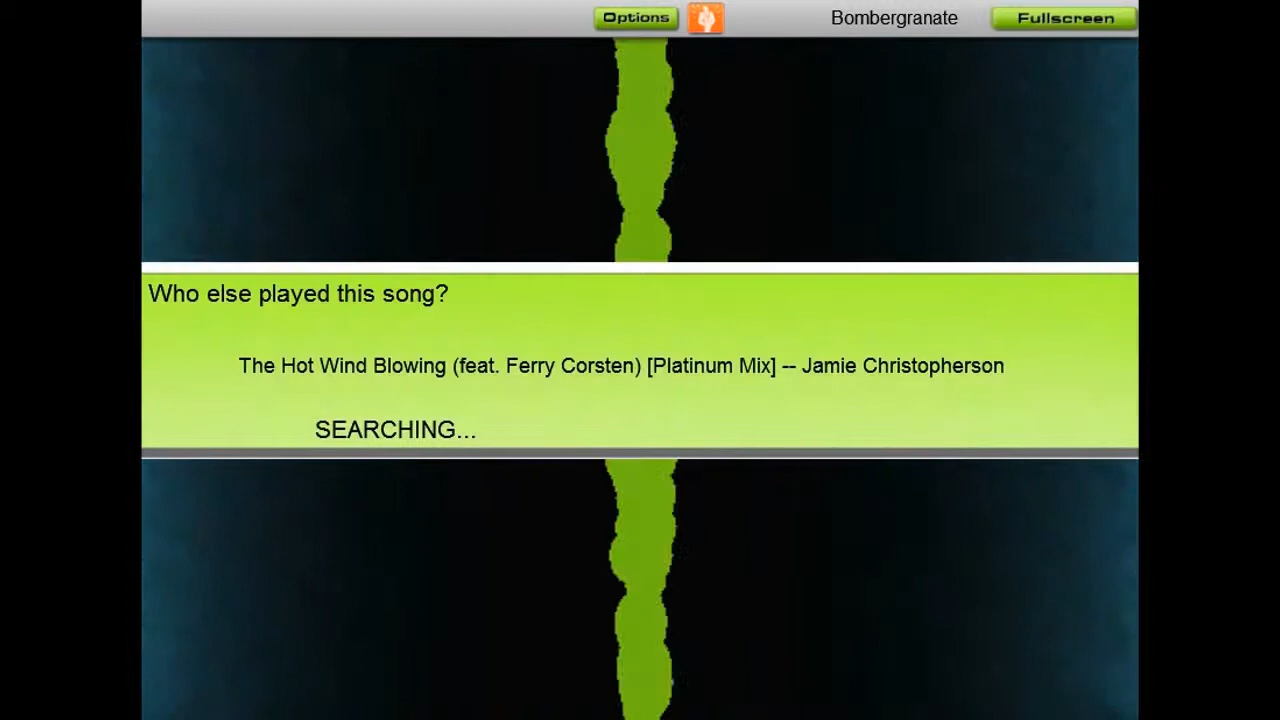 Options
Bombergranate
Fullscreen
Who else played this song?
The Hot Wind Blowing (feat. Ferry Corsten) [Platinum Mix] -- Jamie Christopherson
SEARCHING...